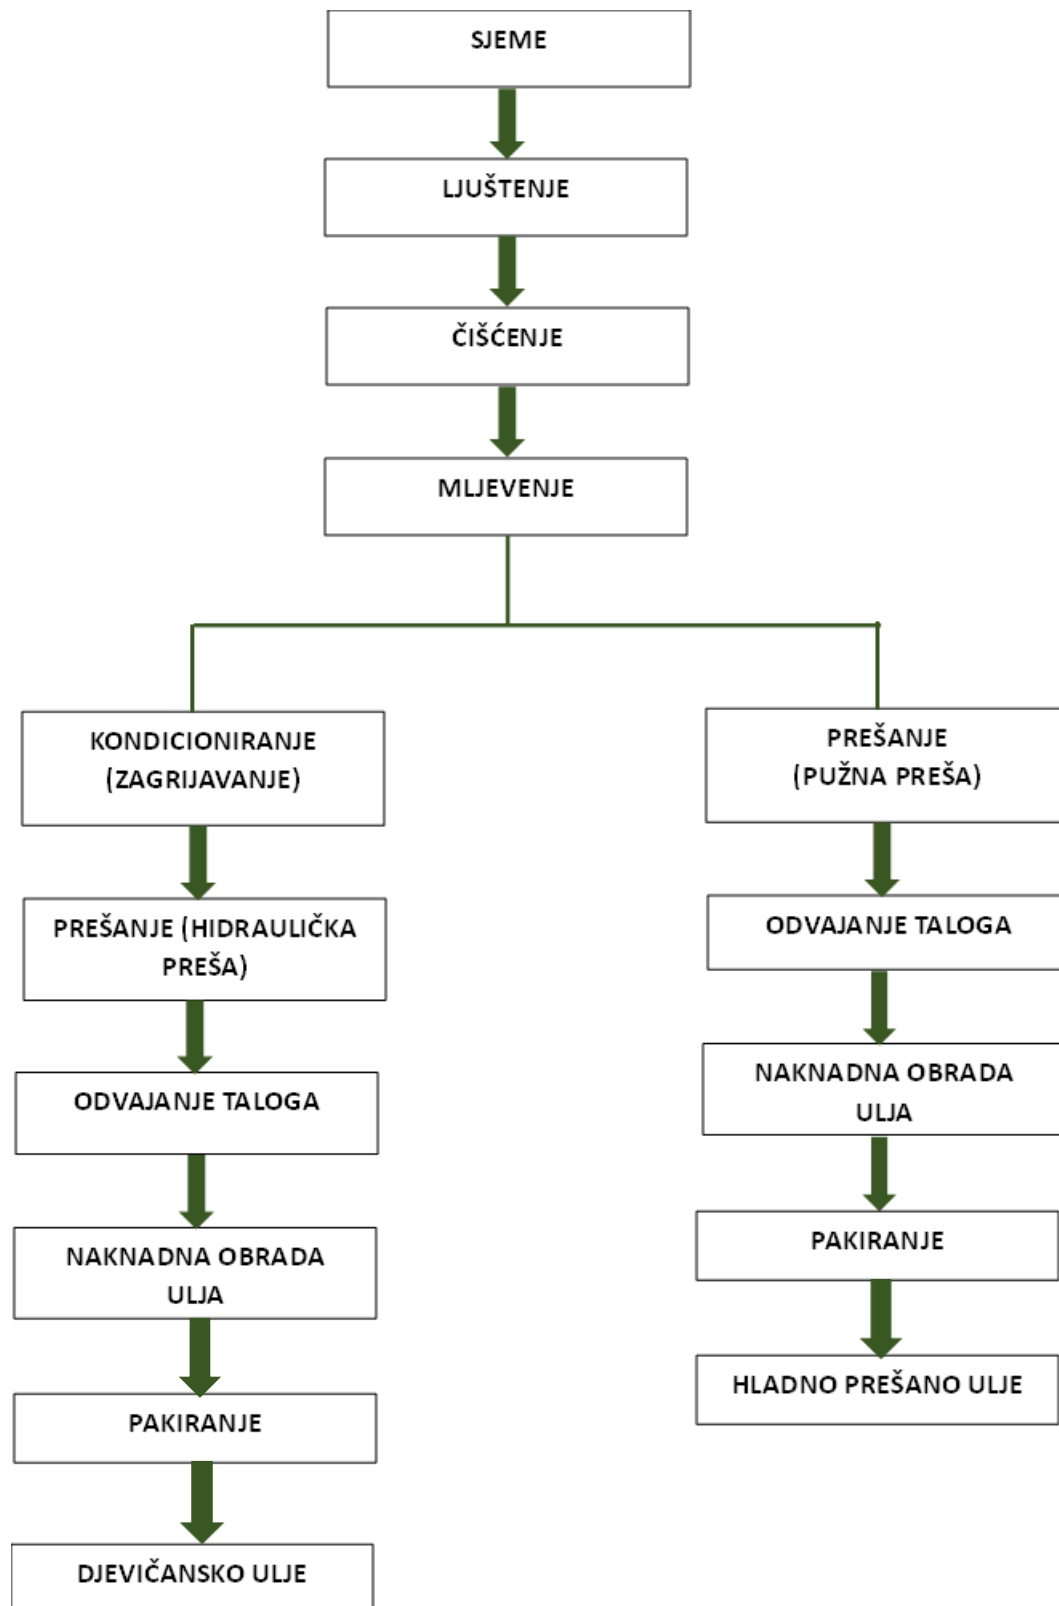 SJEME
LJUŠTENJE
ČIŠĆENJE
MLJEVENJE
KONDICIONIRANJE
(ZAGRIJAVANJE)
PREŠANJE (HIDRAULIČKA
PREŠA)
ODVAJANJE TALOGA
NAKNADNA OBRADA
ULJA
PAKIRANJE
DJEVIČANSKO ULJE
PREŠANJE
(PUŽNA PREŠA)
ODVAJANJE TALOGA
NAKNADNA OBRADA
ULJA
PAKIRANJE
HLADNO PREŠANO ULJE